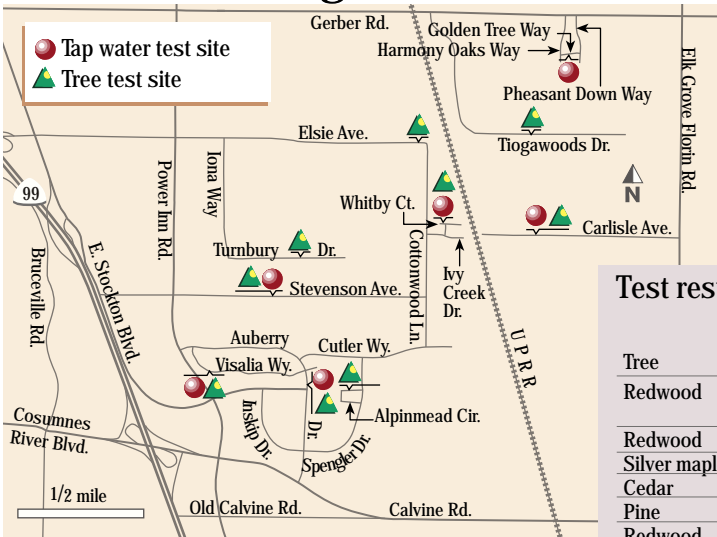 Tap water test site
Tree test site
Gerber Rd.
Golden Tree Way
Harmony Oaks Way
Pheasant Down Way
Elk Grove Florin Rd.
Elsie Ave.
Tiogawoods Dr.
N
99
Power Inn Rd.
Iona Way
Whitby Ct.
Carlisle Ave.
Bruceville Rd.
E. Stockton Blvd.
Turnbury Dr.
Cottonwood Ln.
Ivy
Creek
Dr.
Stevenson Ave.
UPRR
Auberry
Dr.
Cutler Wy.
Visalia Wy.
Alpinmead Cir.
Inskip Dr.
Spengler Dr.
Cosumnes
River Blvd.
1/2 mile
Old Calvine Rd.
Calvine Rd.
Test res
Tree
Redwood
Redwood
Silver mapl
Cedar
Pine
Redwood